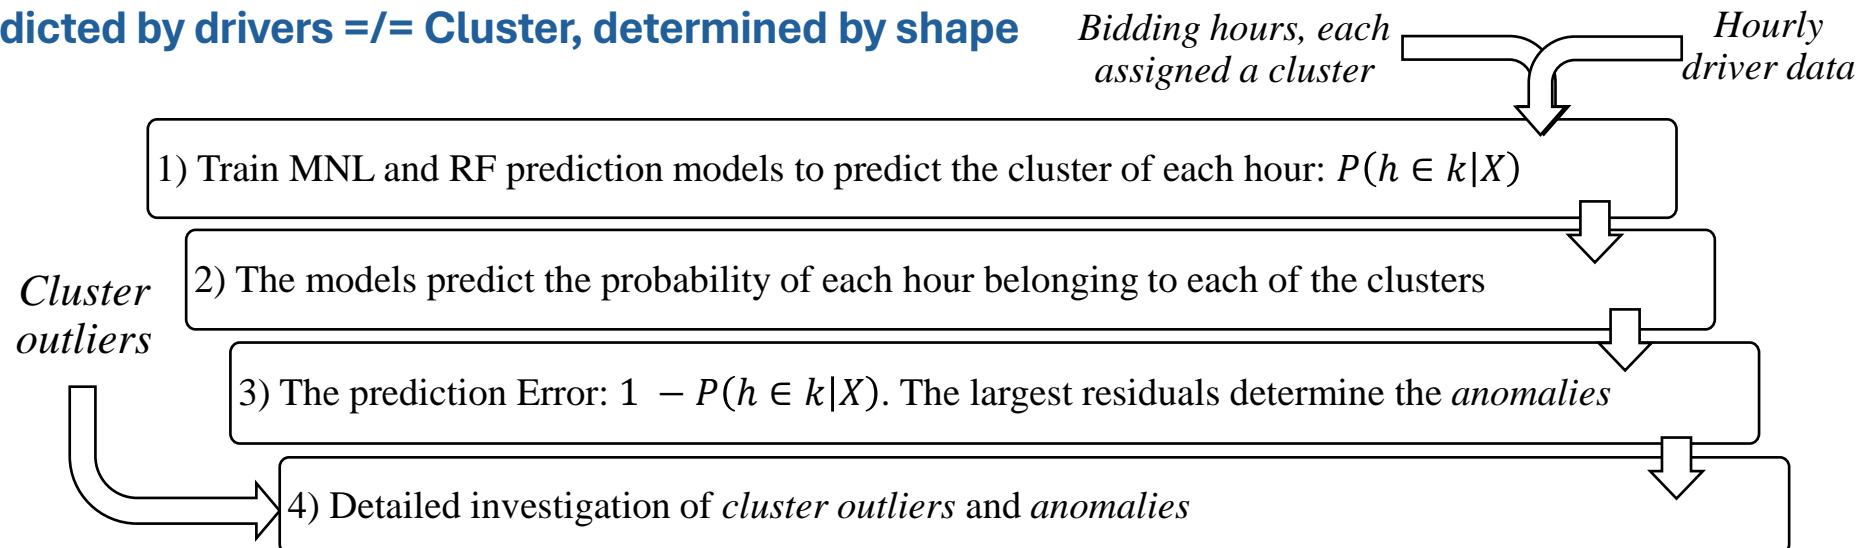 dicted by drivers =/= Cluster, determined by shape
Bidding hours, each
assigned a cluster
Hourly
driver data
1) Train MNL and RF prediction models to predict the cluster of each hour: P(h ∈ k|X)
2) The models predict the probability of each hour belonging to each of the clusters
Cluster
outliers
3) The prediction Error: 1 − P(h ∈ k|X). The largest residuals determine the anomalies
4) Detailed investigation of cluster outliers and anomalies